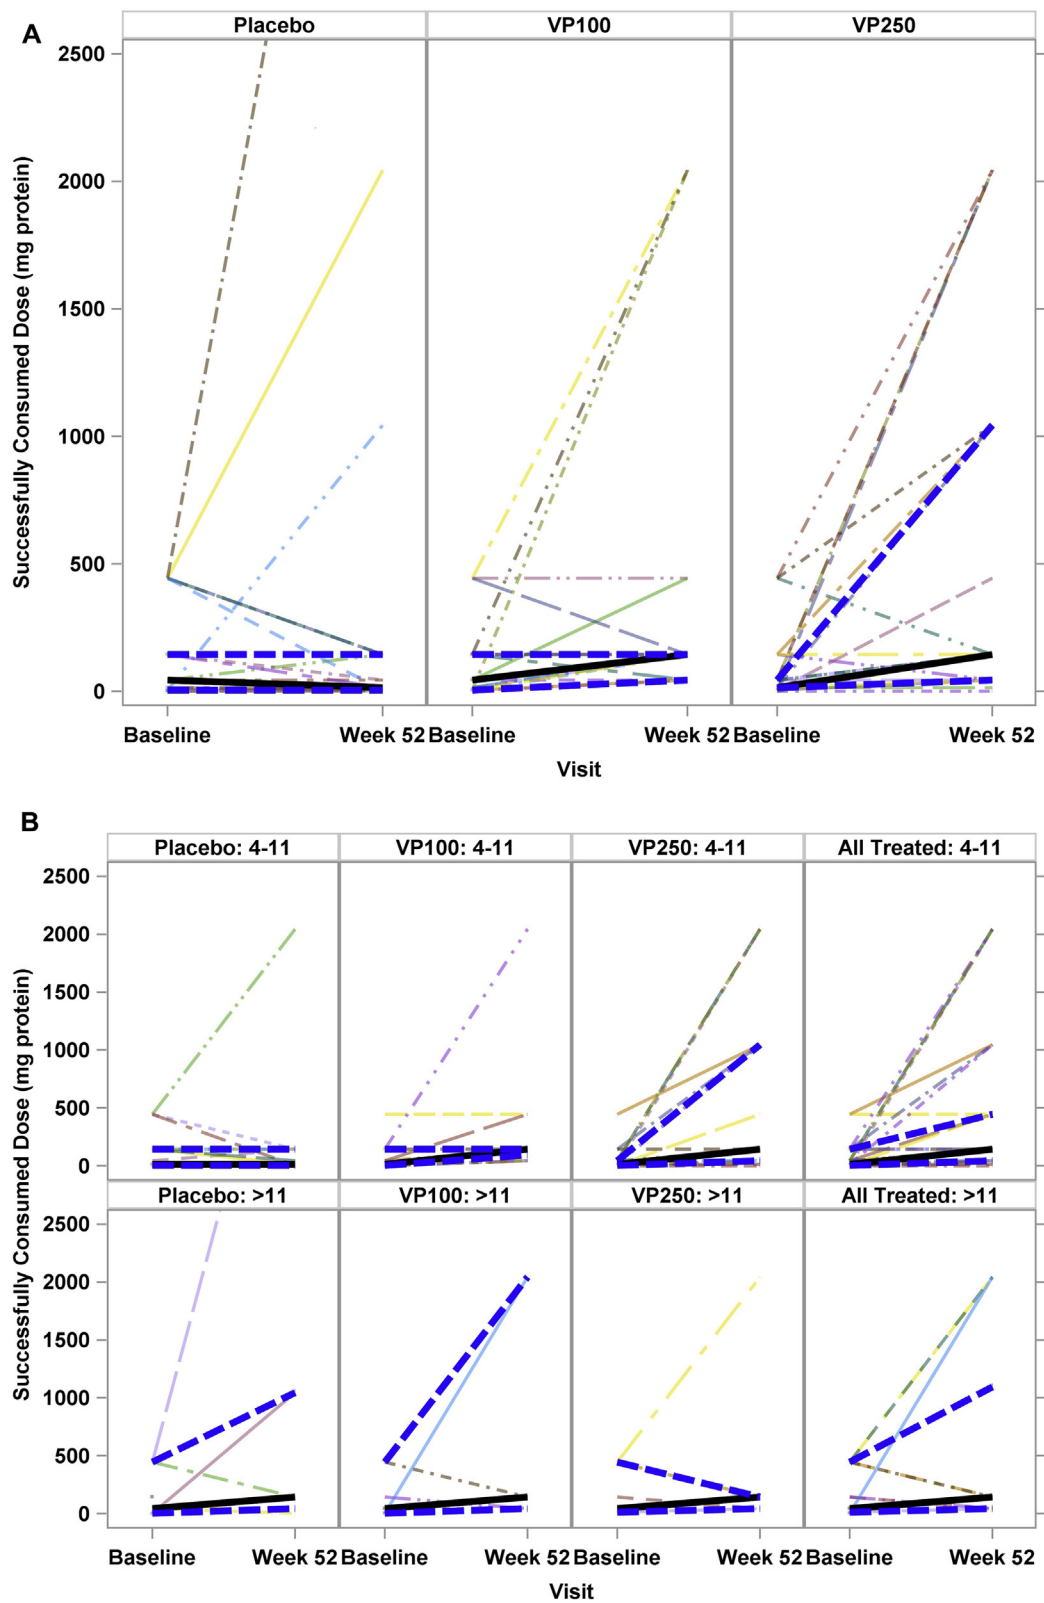 A
Placebo VP100 VP250
Successfully Consumed Dose (mg protein)
2500
2000
1500
1000
500
0
Baseline Week 52 Baseline Week 52 Baseline Week 52
Visit
B
Placebo: 4-11 VP100: 4-11 VP250: 4-11 All Treated: 4-11
Successfully Consumed Dose (mg protein)
2500
2000
1500
1000
500
0
Placebo: >11 VP100: >11 VP250: >11 All Treated: >11
2500
2000
1500
1000
500
0
Baseline Week 52 Baseline Week 52 Baseline Week 52 Baseline Week 52
Visit